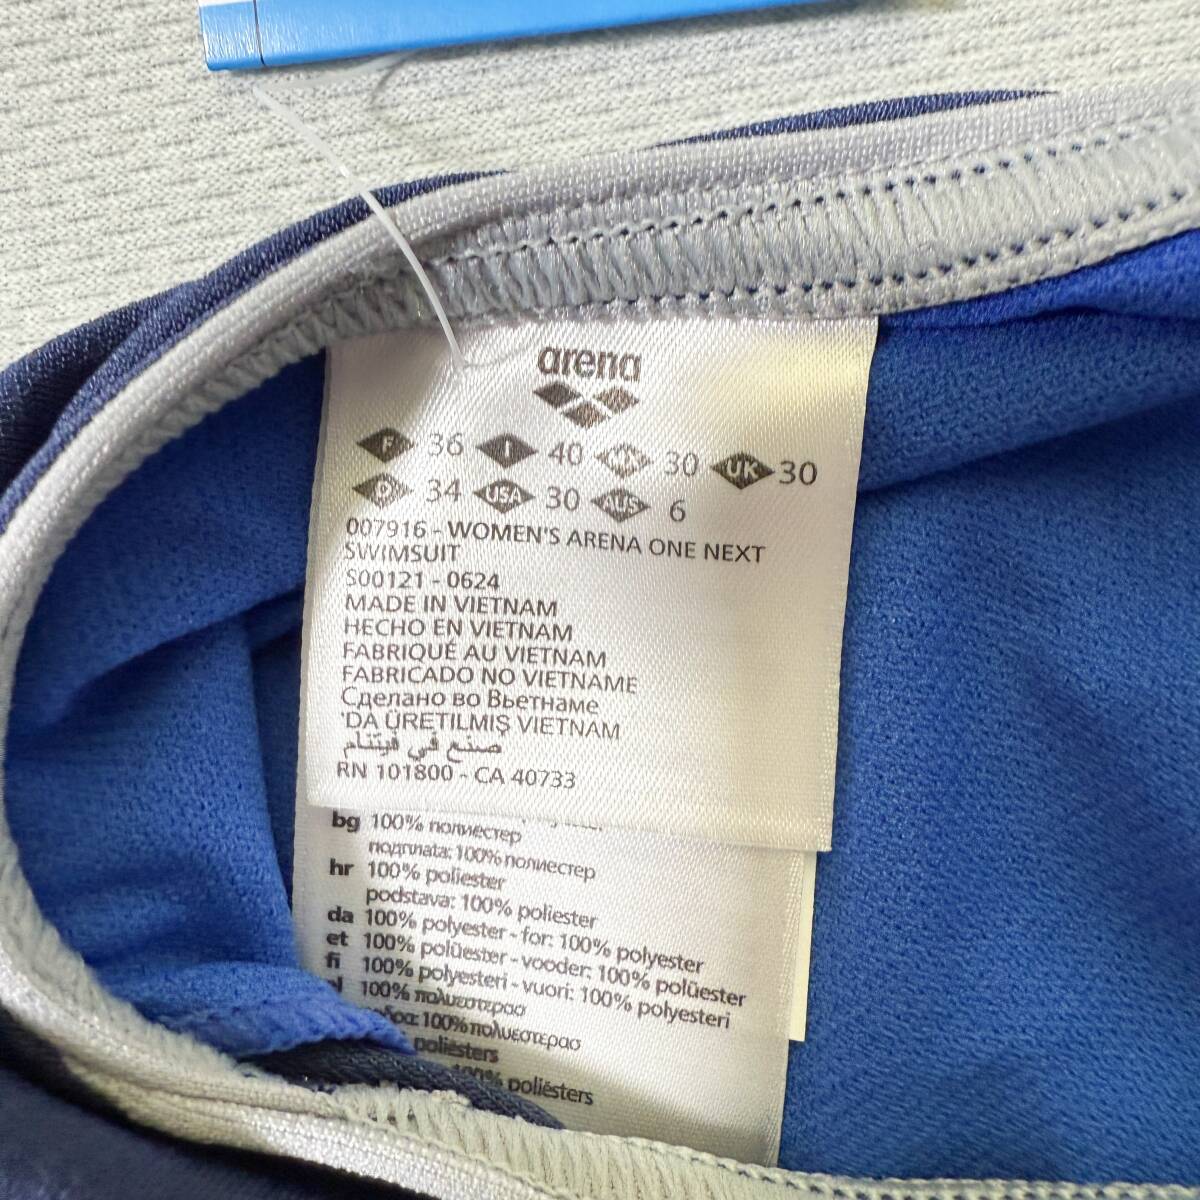 arena
F 36 I 40 30 UK 30
D 34 USA 30 AUS 6
007916 - WOMEN'S ARENA ONE NEXT
SWIMSUIT
S00121 - 0624
MADE IN VIETNAM
HECHO EN VIETNAM
FABRIQUÉ AU VIETNAM
FABRICADO NO VIETNAME
Сделано во Вьетнаме
'DA ÜRETILMIŞ VIETNAM
صنع في فيتنام
RN 101800 - CA 40733
bg 100% полиестер
подплата: 100% полиестер
hr 100% poliester
podstava: 100% poliester
da 100% polyester - for: 100% polyester
et 100% polüester - vooder: 100% polüester
fi 100% polyesteri - vuori: 100% polyesteri
100% πολυεστερασ
100% πολυεστερασ
poliésters
100% poliésters